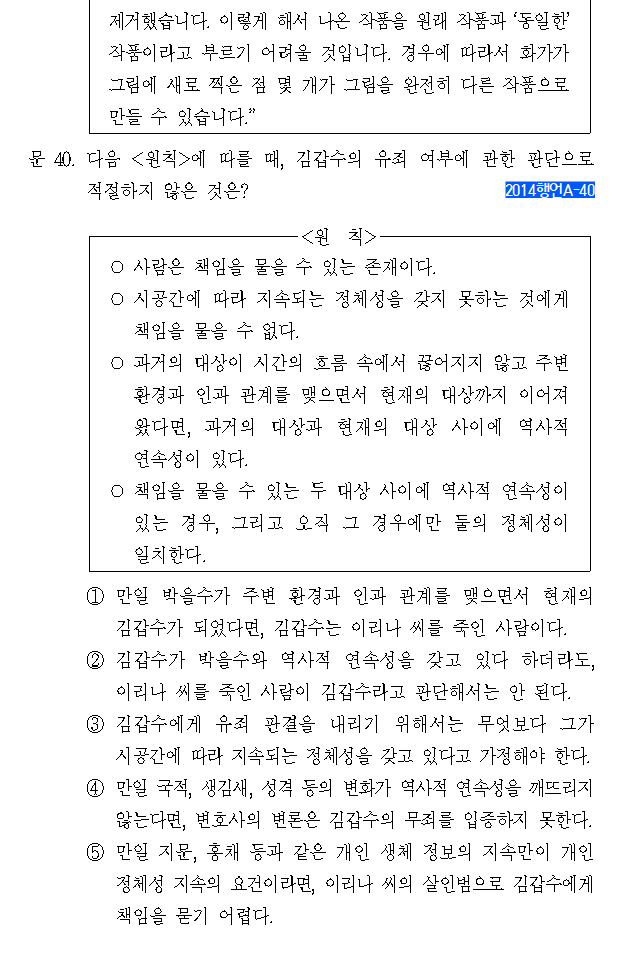 제거했습니다. 이렇게 해서 나온 작품을 원래 작품과 ‘동일한’
작품이라고 부르기 어려울 것입니다. 경우에 따라서 화가가
그림에 새로 찍은 점 몇 개가 그림을 완전히 다른 작품으로
만들 수 있습니다.”
문 40. 다음 <원칙>에 따를 때, 김갑수의 유죄 여부에 관한 판단으로
적절하지 않은 것은?
2014행언A-40
<원 칙>
○ 사람은 책임을 물을 수 있는 존재이다.
○ 시공간에 따라 지속되는 정체성을 갖지 못하는 것에게
책임을 물을 수 없다.
○ 과거의 대상이 시간의 흐름 속에서 끊어지지 않고 주변
환경과 인과 관계를 맺으면서 현재의 대상까지 이어져
왔다면, 과거의 대상과 현재의 대상 사이에 역사적
연속성이 있다.
○ 책임을 물을 수 있는 두 대상 사이에 역사적 연속성이
있는 경우, 그리고 오직 그 경우에만 둘의 정체성이
일치한다.
① 만일 박을수가 주변 환경과 인과 관계를 맺으면서 현재의
김갑수가 되었다면, 김갑수는 이리나 씨를 죽인 사람이다.
② 김갑수가 박을수와 역사적 연속성을 갖고 있다 하더라도,
이리나 씨를 죽인 사람이 김갑수라고 판단해서는 안 된다.
③ 김갑수에게 유죄 판결을 내리기 위해서는 무엇보다 그가
시공간에 따라 지속되는 정체성을 갖고 있다고 가정해야 한다.
④ 만일 국적, 생김새, 성격 등의 변화가 역사적 연속성을 깨뜨리지
않는다면, 변호사의 변론은 김갑수의 무죄를 입증하지 못한다.
⑤ 만일 지문, 홍채 등과 같은 개인 생체 정보의 지속만이 개인
정체성 지속의 요건이라면, 이리나 씨의 살인범으로 김갑수에게
책임을 묻기 어렵다.